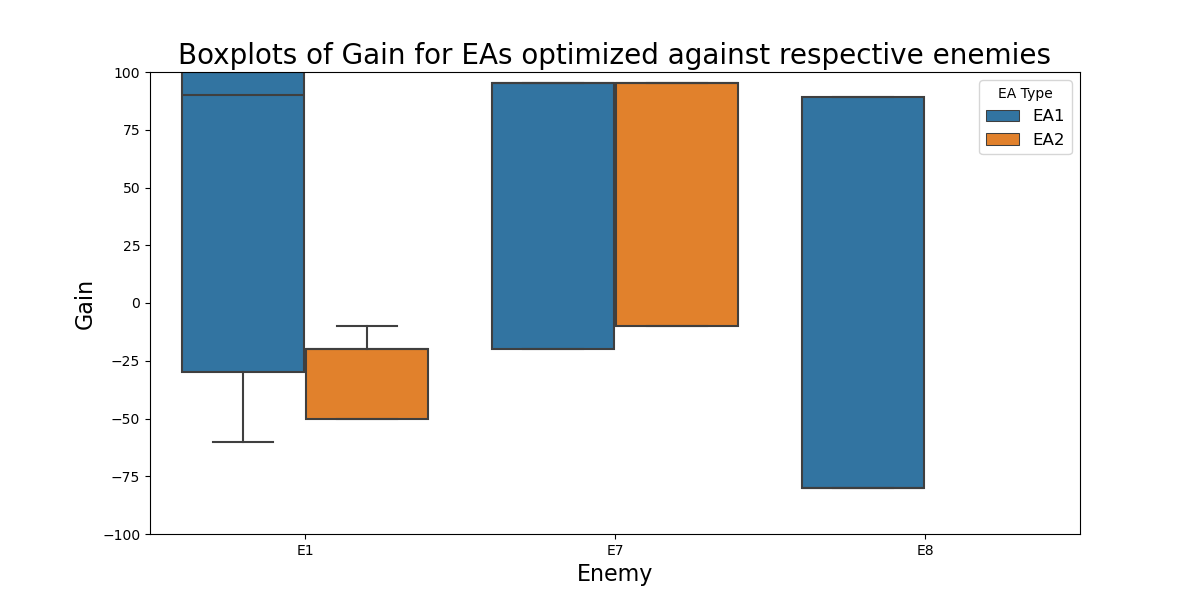 Boxplots of Gain for EAs optimized against respective enemies
100
75
50
25
0
−25
−50
−75
−100
Gain
EA Type
EA1
EA2
E1
E7
E8
Enemy